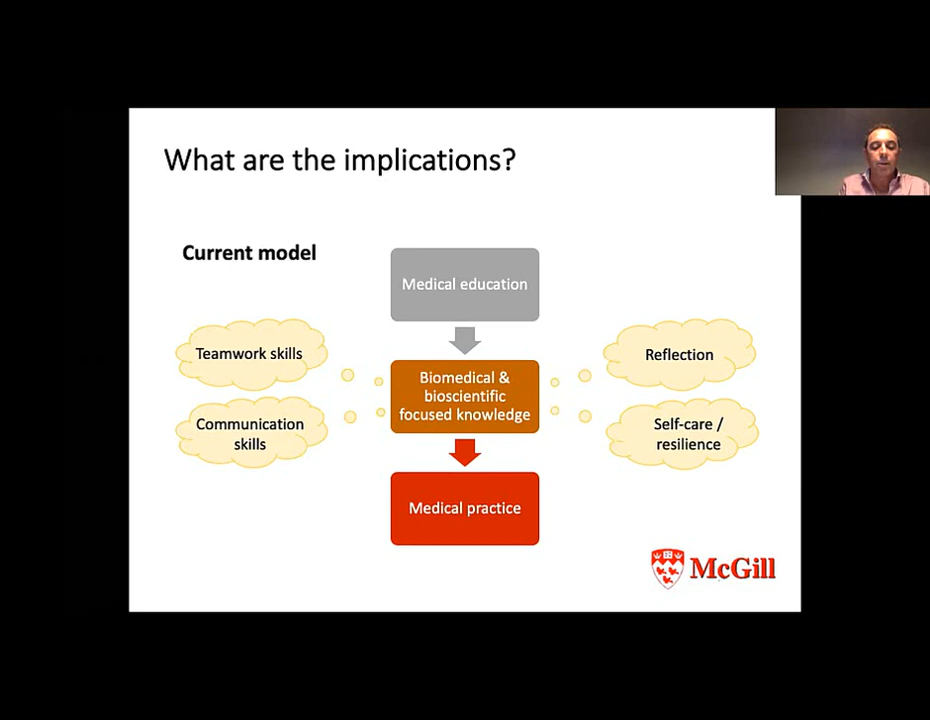 What are the implications?
Current model
Medical education
Teamwork skills
Reflection
Biomedical &
bioscientific
focused knowledge
Communication
skills
Self-care /
resilience
Medical practice
McGill